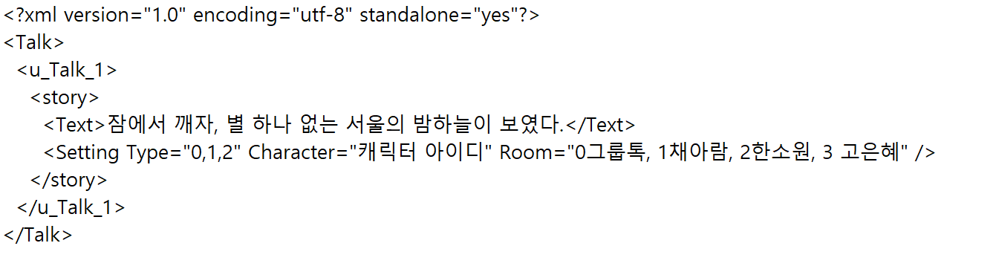 <?xml version="1.0" encoding="utf-8" standalone="yes"?>
<Talk>
<u_Talk_1>
<story>
<Text>잠에서 깨자, 별 하나 없는 서울의 밤하늘이 보였다.</Text>
<Setting Type="0,1,2" Character="캐릭터 아이디" Room="0그룹톡, 1채아람, 2한소원, 3 고은혜" />
</story>
</u_Talk_1>
</Talk>